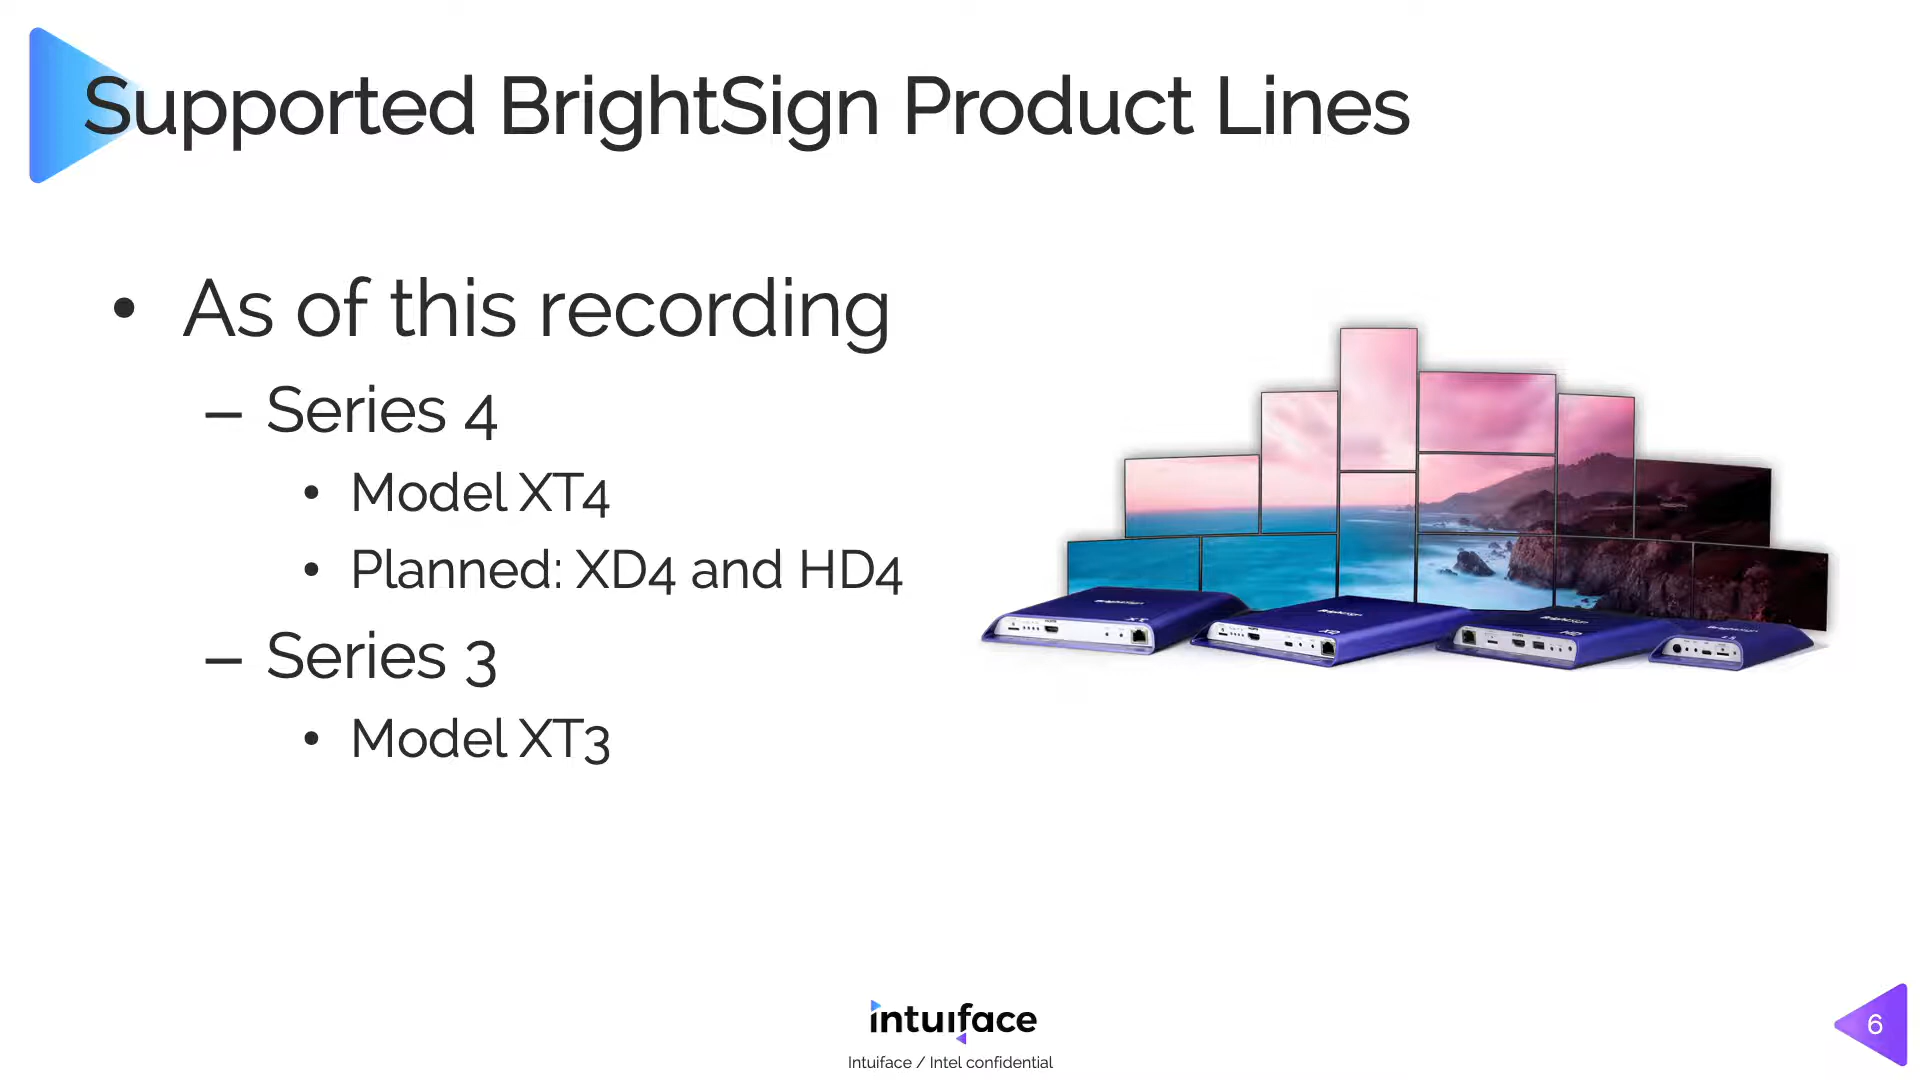 Supported BrightSign Product Lines
• As of this recording
– Series 4
• Model XT4
• Planned: XD4 and HD4
– Series 3
• Model XT3
intuiface
Intuiface / Intel confidential
6